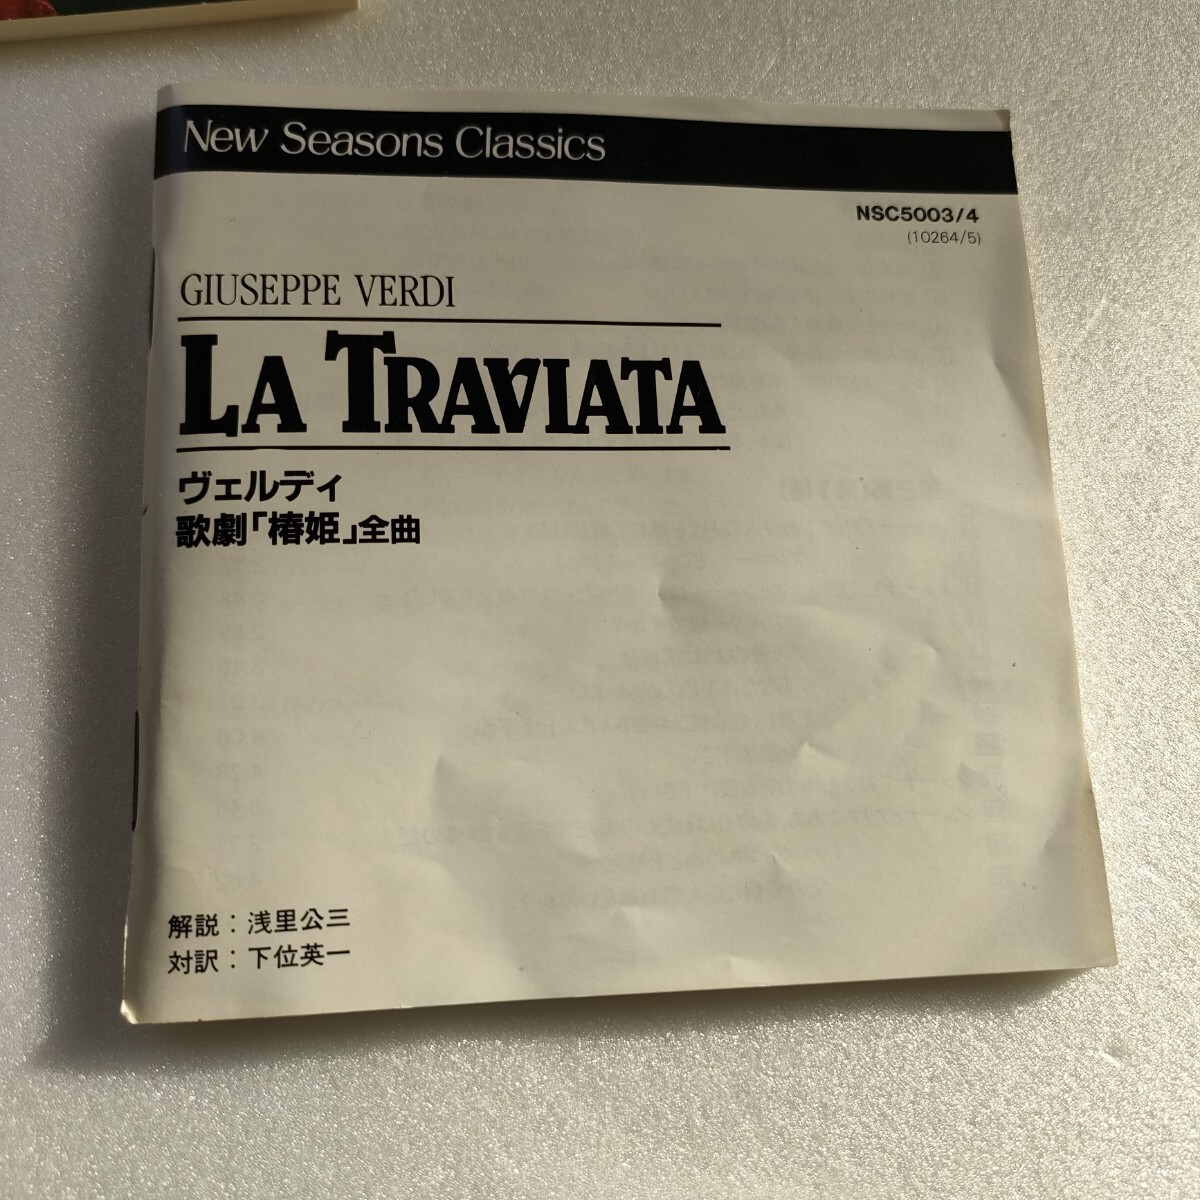 New Seasons Classics
NSC5003/4
(10264/5)
GIUSEPPE VERDI
LA TRAVIATA
ヴェルディ
歌劇「椿姫」全曲
解説：浅里公三
対訳：下位英一